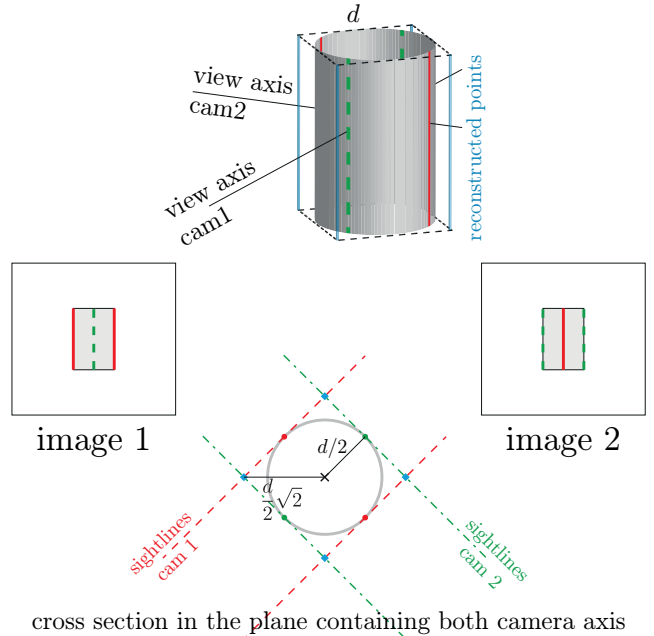 d
view axis
cam2
view axis
cam1
reconstructed points
image 1
image 2
d/2
d/2 √2
sightlines
cam 1
sightlines
cam 2
cross section in the plane containing both camera axis